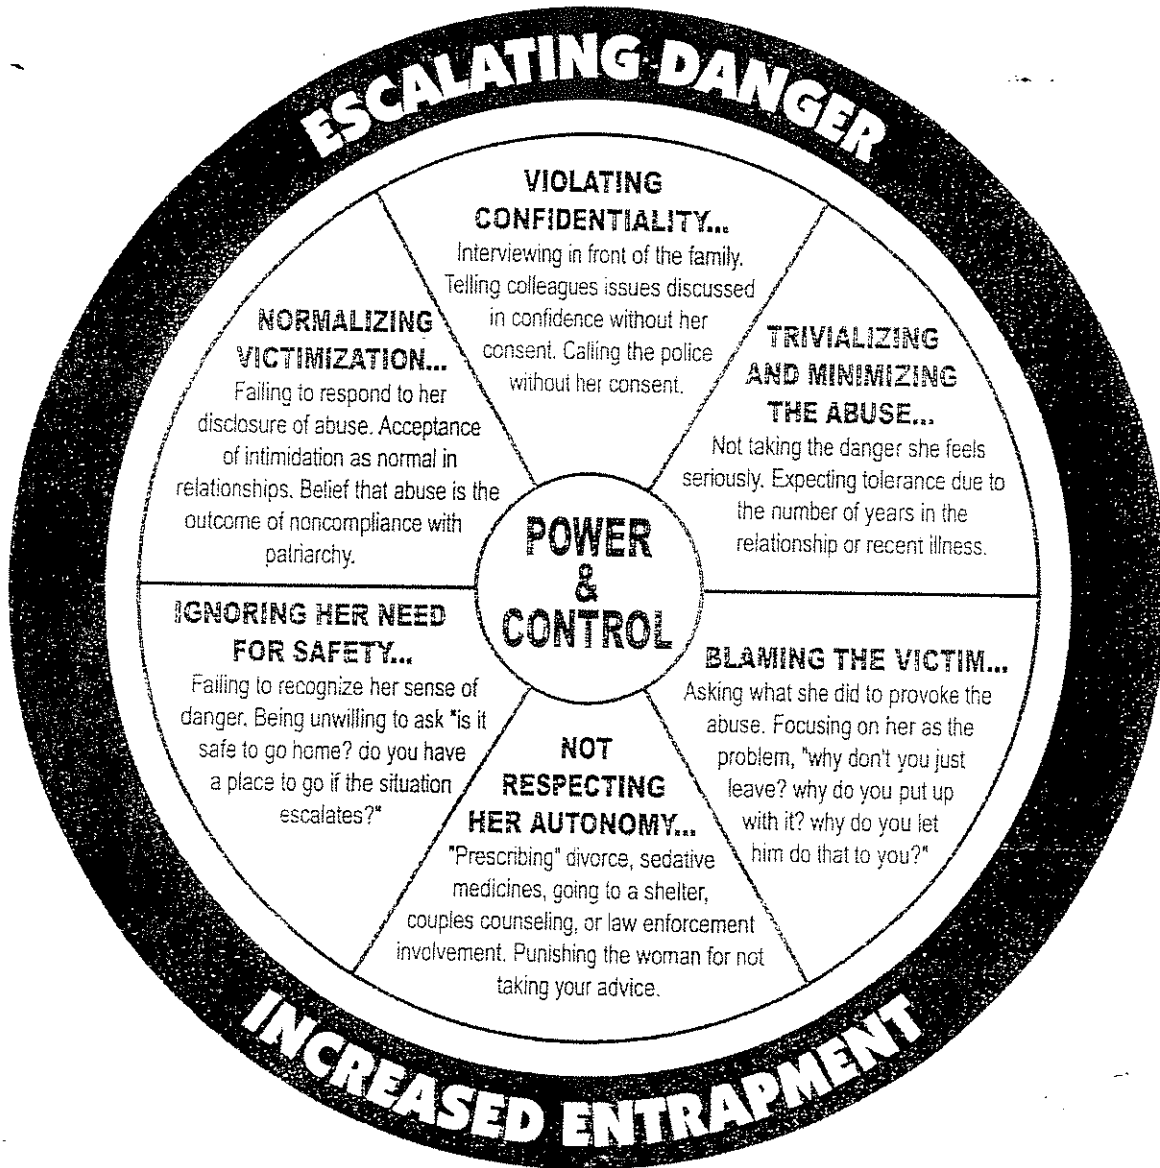 ESCALATING DANGER
VIOLATING
CONFIDENTIALITY...
Interviewing in front of the family.
Telling colleagues issues discussed
in confidence without her
consent. Calling the police
without her consent.
TRIVIALIZING
AND MINIMIZING
THE ABUSE...
Not taking the danger she feels
seriously. Expecting tolerance due to
the number of years in the
relationship or recent illness.
BLAMING THE VICTIM...
Asking what she did to provoke the
abuse. Focusing on her as the
problem, "why don't you just
leave? why do you put up
with it? why do you let
him do that to you?"
NOT
RESPECTING
HER AUTONOMY...
"Prescribing" divorce, sedative
medicines, going to a shelter,
couples counseling, or law enforcement
involvement. Punishing the woman for not
taking your advice.
IGNORING HER NEED
FOR SAFETY...
Failing to recognize her sense of
danger. Being unwilling to ask "is it
safe to go home? do you have
a place to go if the situation
escalates?"
NORMALIZING
VICTIMIZATION...
Failing to respond to her
disclosure of abuse. Acceptance
of intimidation as normal in
relationships. Belief that abuse is the
outcome of noncompliance with
patriarchy.
POWER
&
CONTROL
INCREASED ENTRAPMENT